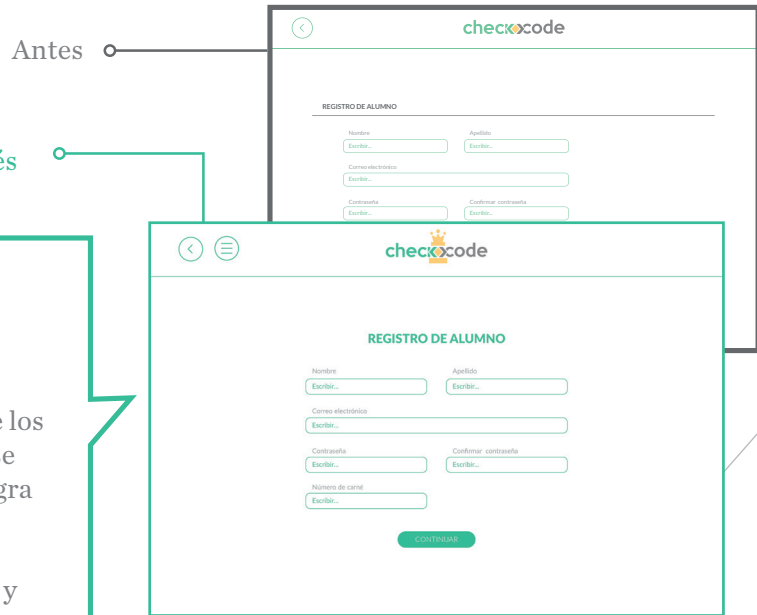 Antes
checkcode
REGISTRO DE ALUMNO
Nombre Apellido
Escribir... Escribir...
Correo electrónico
Escribir...
Contraseña Confirmar contraseña
Escribir... Escribir...
és
checkcode
REGISTRO DE ALUMNO
Nombre Apellido
Escribir... Escribir...
Correo electrónico
Escribir...
Contraseña Confirmar contraseña
Escribir... Escribir...
Número de carné
Escribir...
CONTINUAR
los
se
gra
y